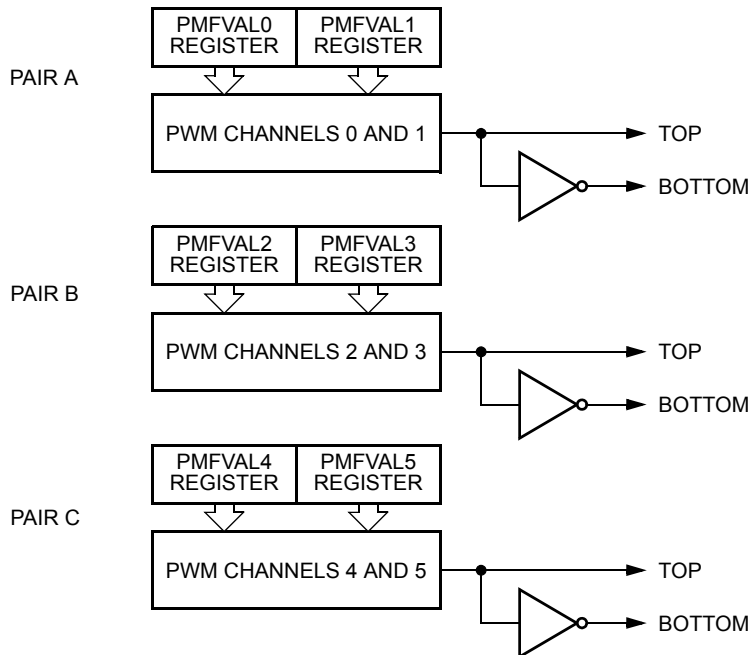 PMFVAL0 REGISTER
PMFVAL1 REGISTER
PAIR A
PWM CHANNELS 0 AND 1
TOP
BOTTOM
PMFVAL2 REGISTER
PMFVAL3 REGISTER
PAIR B
PWM CHANNELS 2 AND 3
TOP
BOTTOM
PMFVAL4 REGISTER
PMFVAL5 REGISTER
PAIR C
PWM CHANNELS 4 AND 5
TOP
BOTTOM